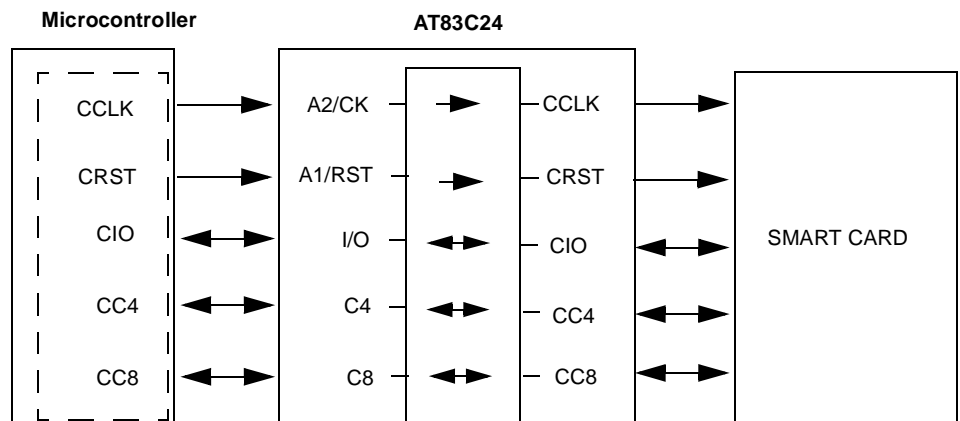 Microcontroller
AT83C24
CCLK A2/CK CCLK
CRST A1/RST CRST
CIO I/O CIO SMART CARD
CC4 C4 CC4
CC8 C8 CC8